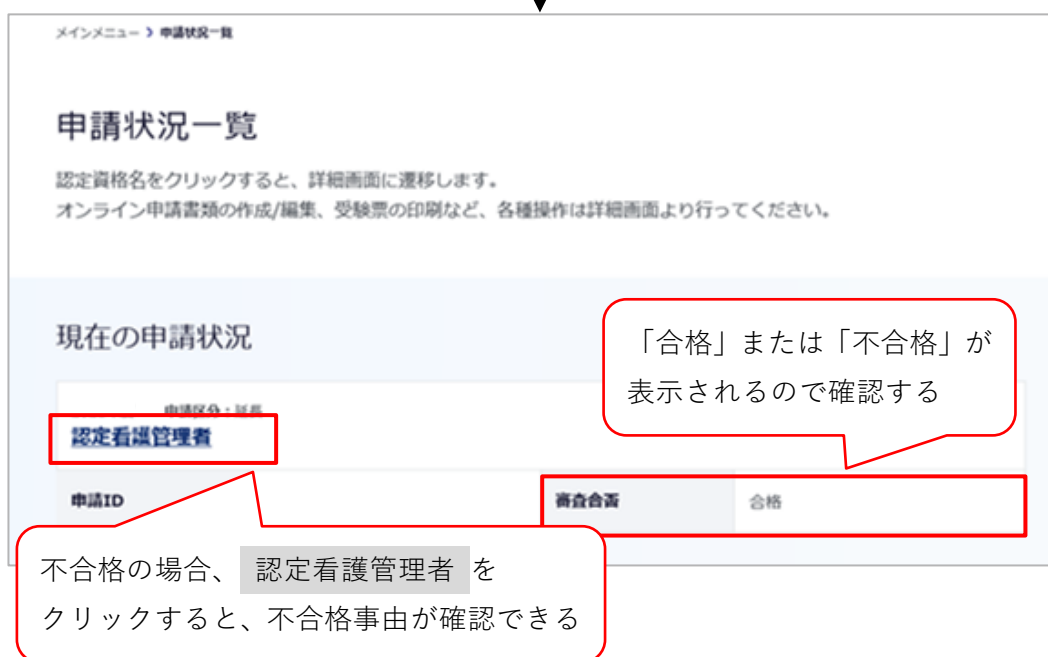 メインメニュー > 申請状況一覧
申請状況一覧
認定資格名をクリックすると、詳細画面に遷移します。
オンライン申請書類の作成/編集、受験票の印刷など、各種操作は詳細画面より行ってください。
現在の申請状況
「合格」または「不合格」が
表示されるので確認する
申請区分：延長
認定看護管理者
申請ID
審査合否 合格
不合格の場合、 認定看護管理者 を
クリックすると、不合格事由が確認できる